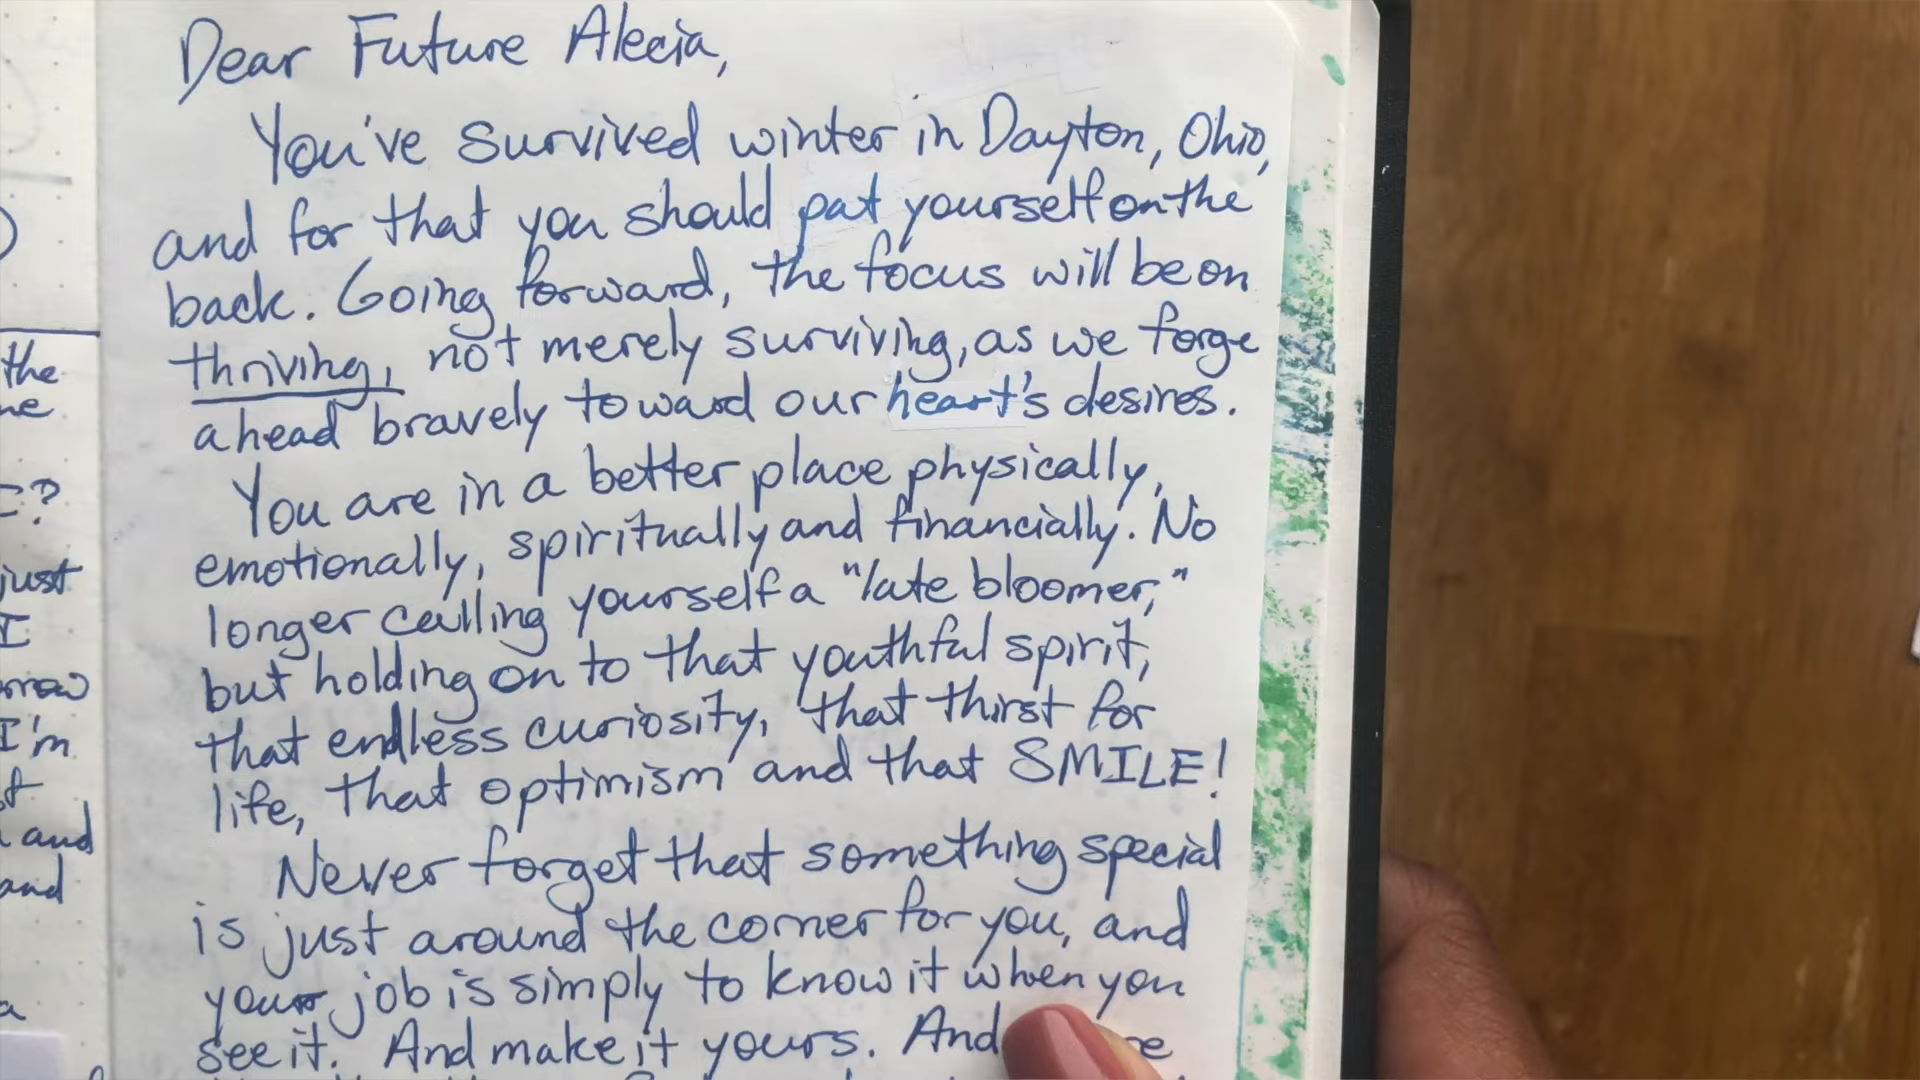 Dear Future Alecia,
You've survived winter in Dayton, Ohio,
and for that you should pat yourself on the
back. Going forward, the focus will be on
thriving, not merely surviving, as we forge
ahead bravely toward our heart's desires.
You are in a better place physically,
emotionally, spiritually and financially. No
longer calling yourself a "late bloomer,"
but holding on to that youthful spirit,
that endless curiosity, that thirst for
life, that optimism and that SMILE!
Never forget that something special
is just around the corner for you, and
your job is simply to know it when you
see it. And make it yours. And
the
just
I
I'm
and
and